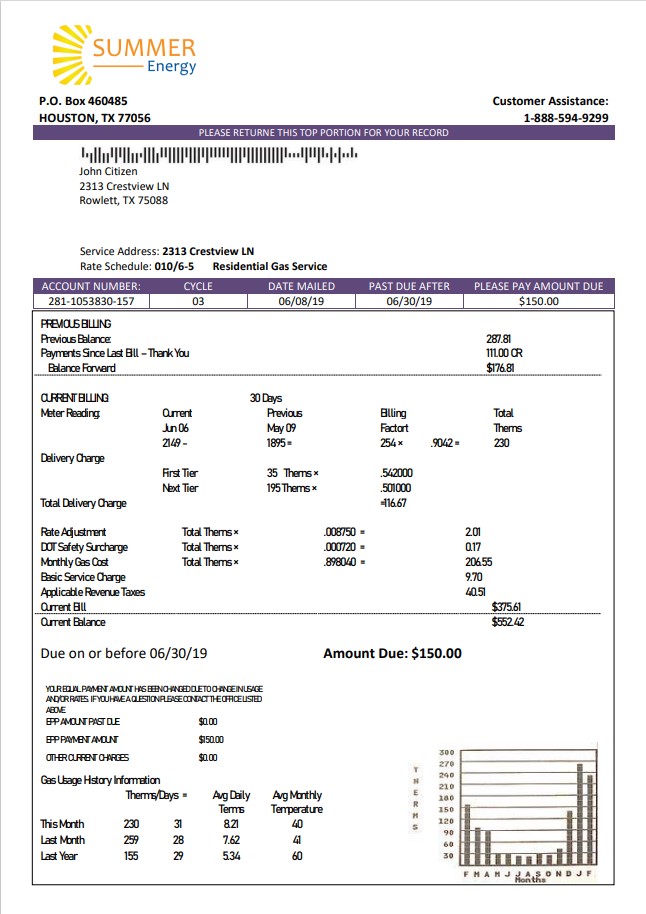 SUMMER
Energy
P.O. Box 460485
HOUSTON, TX 77056
Customer Assistance:
1-888-594-9299
PLEASE RETURNE THIS TOP PORTION FOR YOUR RECORD
John Citizen
2313 Crestview LN
Rowlett, TX 75088
Service Address: 2313 Crestview LN
Rate Schedule: 010/6-5 Residential Gas Service
ACCOUNT NUMBER: CYCLE DATE MAILED PAST DUE AFTER PLEASE PAY AMOUNT DUE
281-1053830-157 03 06/08/19 06/30/19 $150.00
PREVIOUS BILLING
Previous Balance: 287.81
Payments Since Last Bill – Thank You 111.00 CR
Balance Forward $176.81
CURRENT BILLING 30 Days
Meter Reading: Current Previous Billing Total
Jun 06 May 09 Factort Therms
2149 – 1895 = 254 × .9042 = 230
Delivery Charge
First Tier 35 Therms × .542000
Next Tier 195 Therms × .501000
Total Delivery Charge =116.67
Rate Adjustment Total Therms × .008750 = 2.01
DOT Safety Surcharge Total Therms × .000720 = 0.17
Monthly Gas Cost Total Therms × .898040 = 206.55
Basic Service Charge 9.70
Applicable Revenue Taxes 40.51
Current Bill $375.61
Current Balance $552.42
Due on or before 06/30/19 Amount Due: $150.00
YOUR EQUAL PAYMENT AMOUNT HAS BEEN CHANGED DUE TO CHANGE IN USAGE
AND/OR RATES. IF YOU HAVE A QUESTION PLEASE CONTACT THE OFFICE LISTED
ABOVE.
EPP AMOUNT PAST DUE $0.00
EPP PAYMENT AMOUNT $150.00
OTHER CURRENT CHARGES $0.00
Gas Usage History Information
Therms/Days = Avg Daily Avg Monthly
Terms Temperature
This Month 230 31 8.21 40
Last Month 259 28 7.62 41
Last Year 155 29 5.34 60
THERMS
300
270
240
210
180
150
120
90
60
30
F M A M J J A S O N D J F
Months